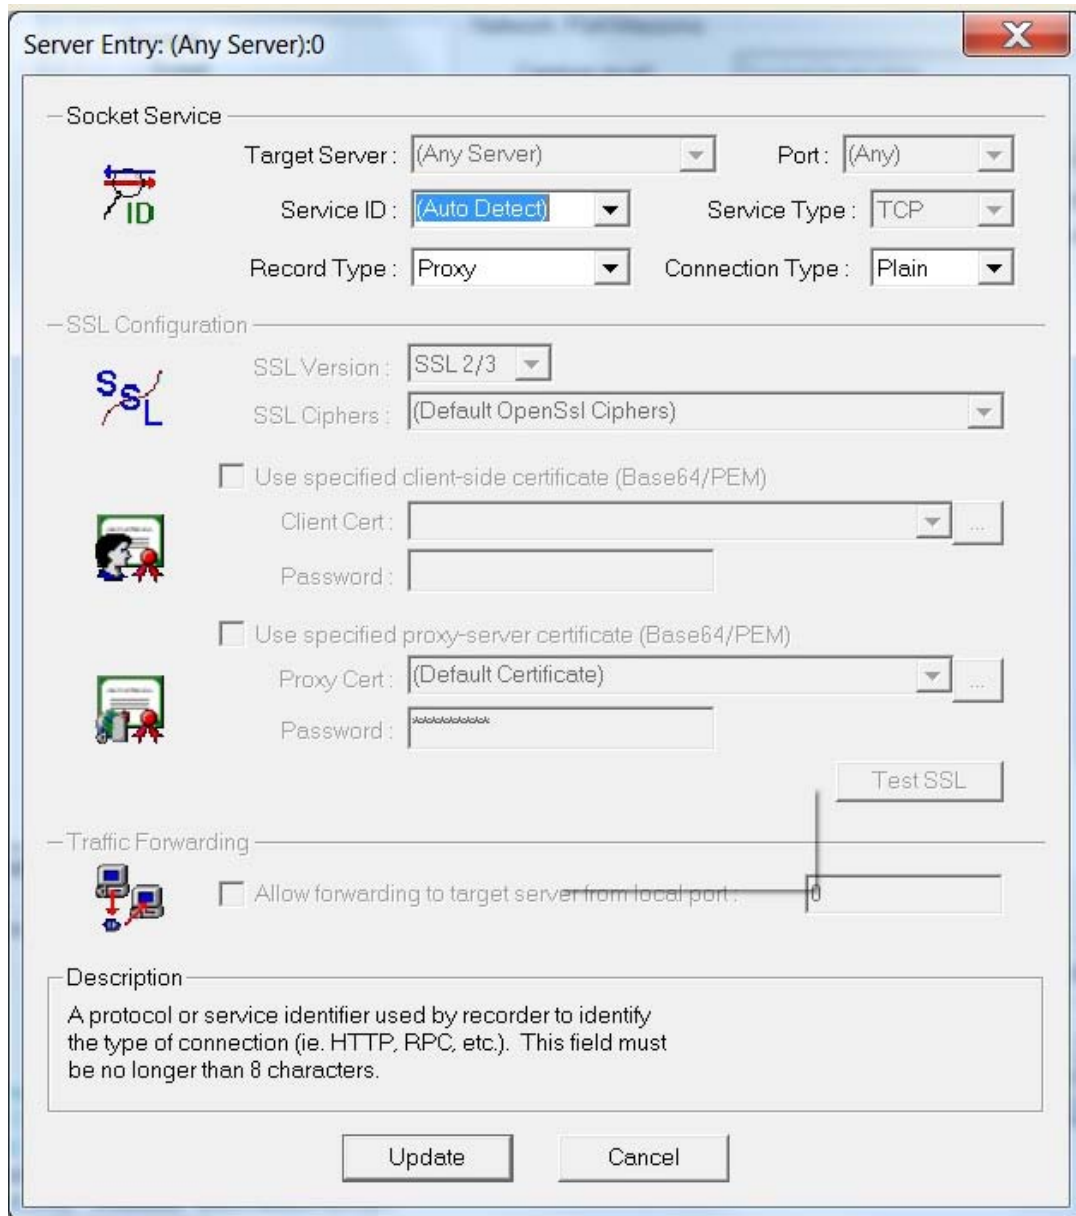 Server Entry: (Any Server):0
Socket Service
Target Server : (Any Server) Port : (Any)
ID
Service ID : (Auto Detect) Service Type : TCP
Record Type : Proxy Connection Type : Plain
SSL Configuration
SSL
SSL Version : SSL 2/3
SSL Ciphers : (Default OpenSsl Ciphers)
Use specified client-side certificate (Base64/PEM)
Client Cert : ...
Password :
Use specified proxy-server certificate (Base64/PEM)
Proxy Cert : (Default Certificate) ...
Password : **********
Test SSL
Traffic Forwarding
Allow forwarding to target server from local port : 0
Description
A protocol or service identifier used by recorder to identify
the type of connection (ie. HTTP, RPC, etc.). This field must
be no longer than 8 characters.
Update Cancel